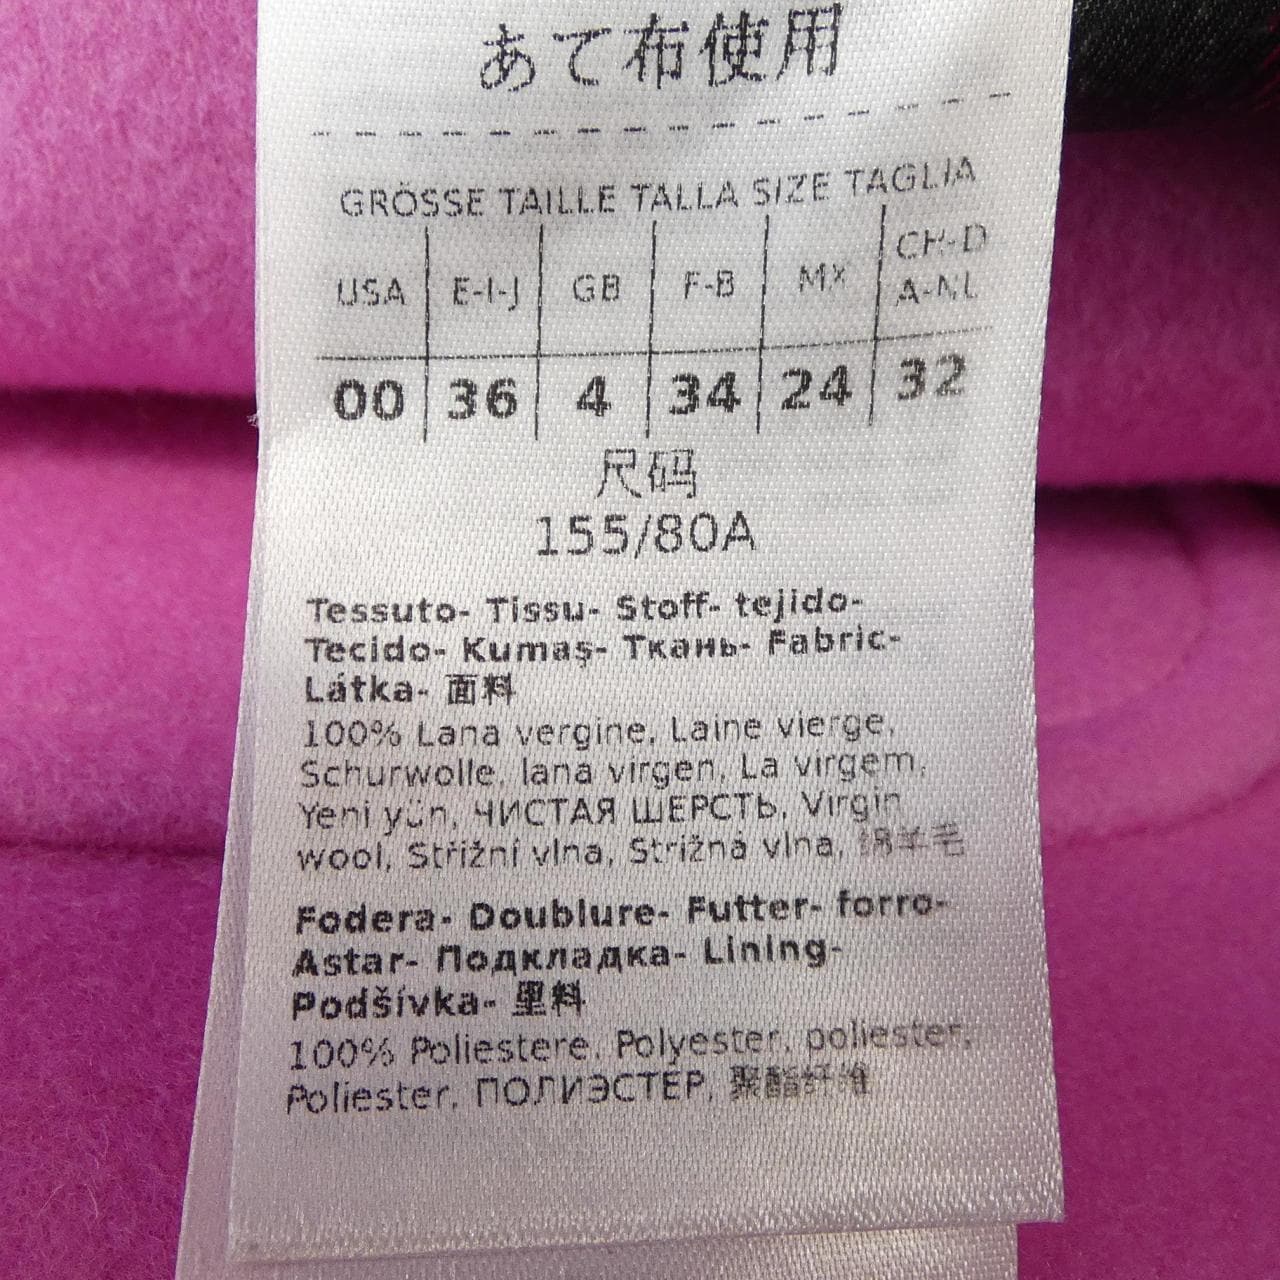 あて布使用
GRÖSSE TAILLE TALLA SIZE TAGLIA
USA E-I-J GB F-B MX CH-D A-NL
00 36 4 34 24 32
尺码
155/80A
Tessuto- Tissu- Stoff- tejido-
Tecido- Kumaş- Ткань- Fabric-
Látka- 面料
100% Lana vergine, Laine vierge,
Schurwolle, lana virgen, La virgem,
Yeni yün, ЧИСТАЯ ШЕРСТЬ, Virgin
wool, Střižní vlna, Strižná vlna, 绵羊毛
Fodera- Doublure- Futter- forro-
Astar- Подкладка- Lining-
Podšívka- 里料
100% Poliestere, Polyester, poliester,
Poliester, ПОЛИЭСТЕР, 聚酯纤维